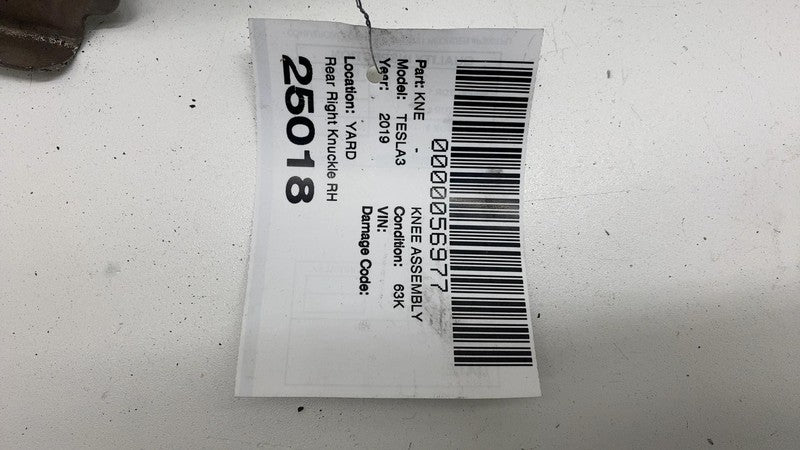 0000056977
Part: KNE - KNEE ASSEMBLY
Model: TESLA3 Condition: 63K
Year: 2019 VIN:
Damage Code:
Location: YARD
Rear Right Knuckle RH
25018